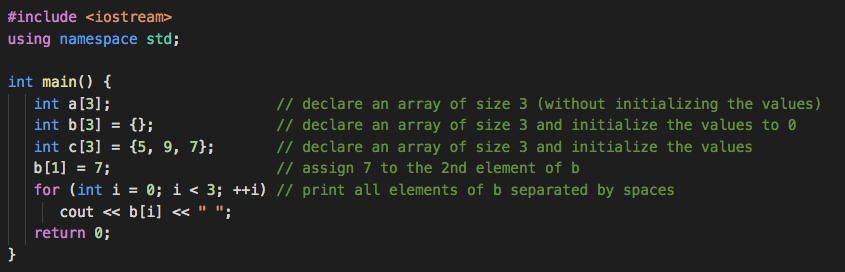 #include <iostream>
using namespace std;

int main() {
   int a[3];                   // declare an array of size 3 (without initializing the values)
   int b[3] = {};              // declare an array of size 3 and initialize the values to 0
   int c[3] = {5, 9, 7};       // declare an array of size 3 and initialize the values
   b[1] = 7;                   // assign 7 to the 2nd element of b
   for (int i = 0; i < 3; ++i) // print all elements of b separated by spaces
      cout << b[i] << " ";
   return 0;
}